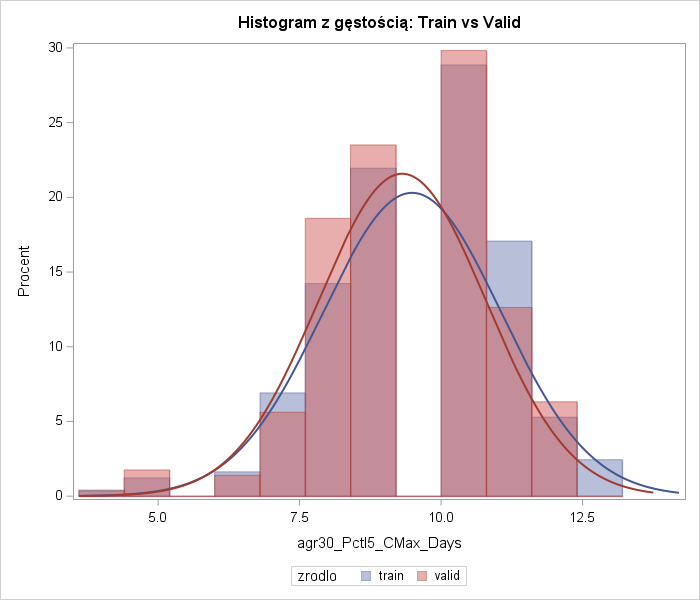 Histogram z gęstością: Train vs Valid
30
25
20
15
10
5
0
Procent
5.0 7.5 10.0 12.5
agr30_Pctl5_CMax_Days
zrodlo train valid